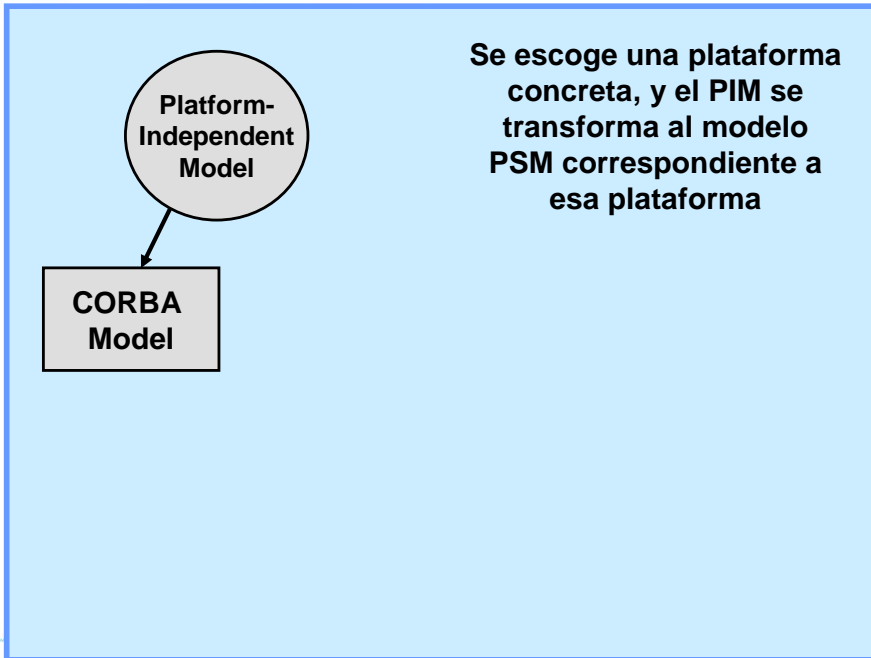 Platform-
Independent
Model
Se escoge una plataforma
concreta, y el PIM se
transforma al modelo
PSM correspondiente a
esa plataforma
CORBA
Model